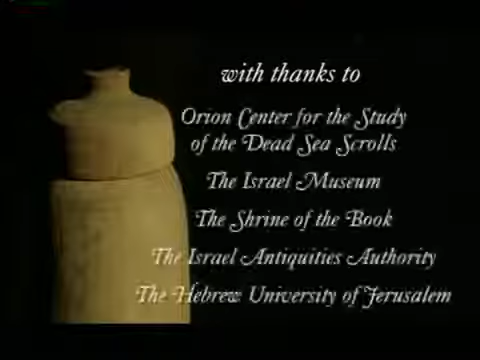 with thanks to
Orion Center for the Study
of the Dead Sea Scrolls
The Israel Museum
The Shrine of the Book
The Israel Antiquities Authority
The Hebrew University of Jerusalem